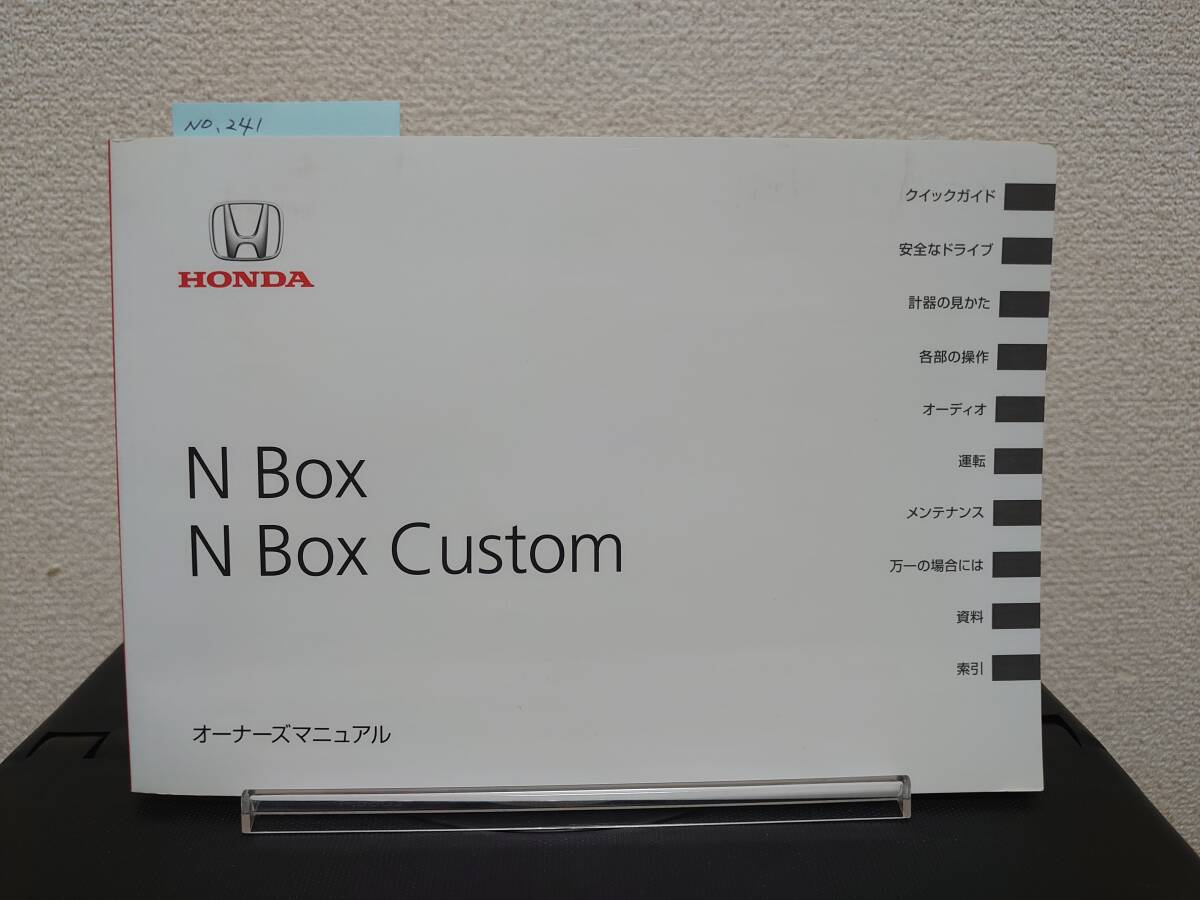 NO, 241
HONDA
クイックガイド
安全なドライブ
計器の見かた
各部の操作
オーディオ
運転
メンテナンス
万一の場合には
資料
索引
N Box
N Box Custom
オーナーズマニュアル